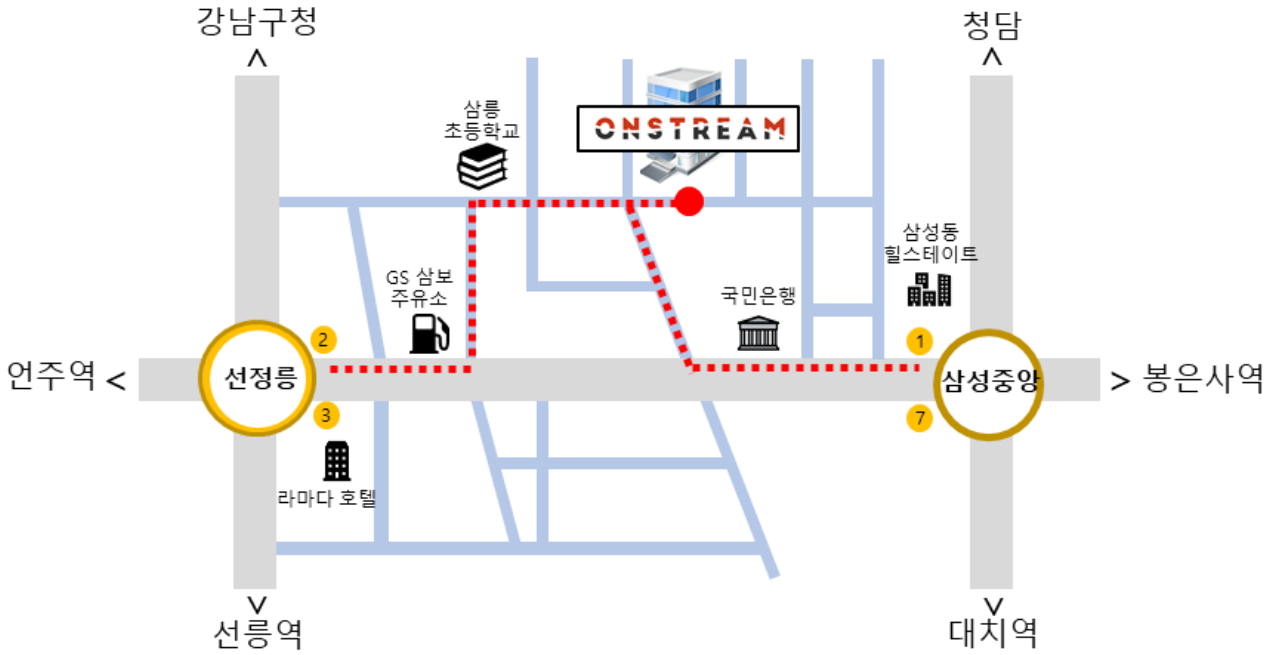 강남구청
^
청담
^
삼릉
초등학교
ONSTREAM
삼성동
힐스테이트
GS 삼보
주유소
국민은행
2
1
언주역 <
선정릉
삼성중앙
> 봉은사역
3
7
라마다 호텔
v
선릉역
v
대치역